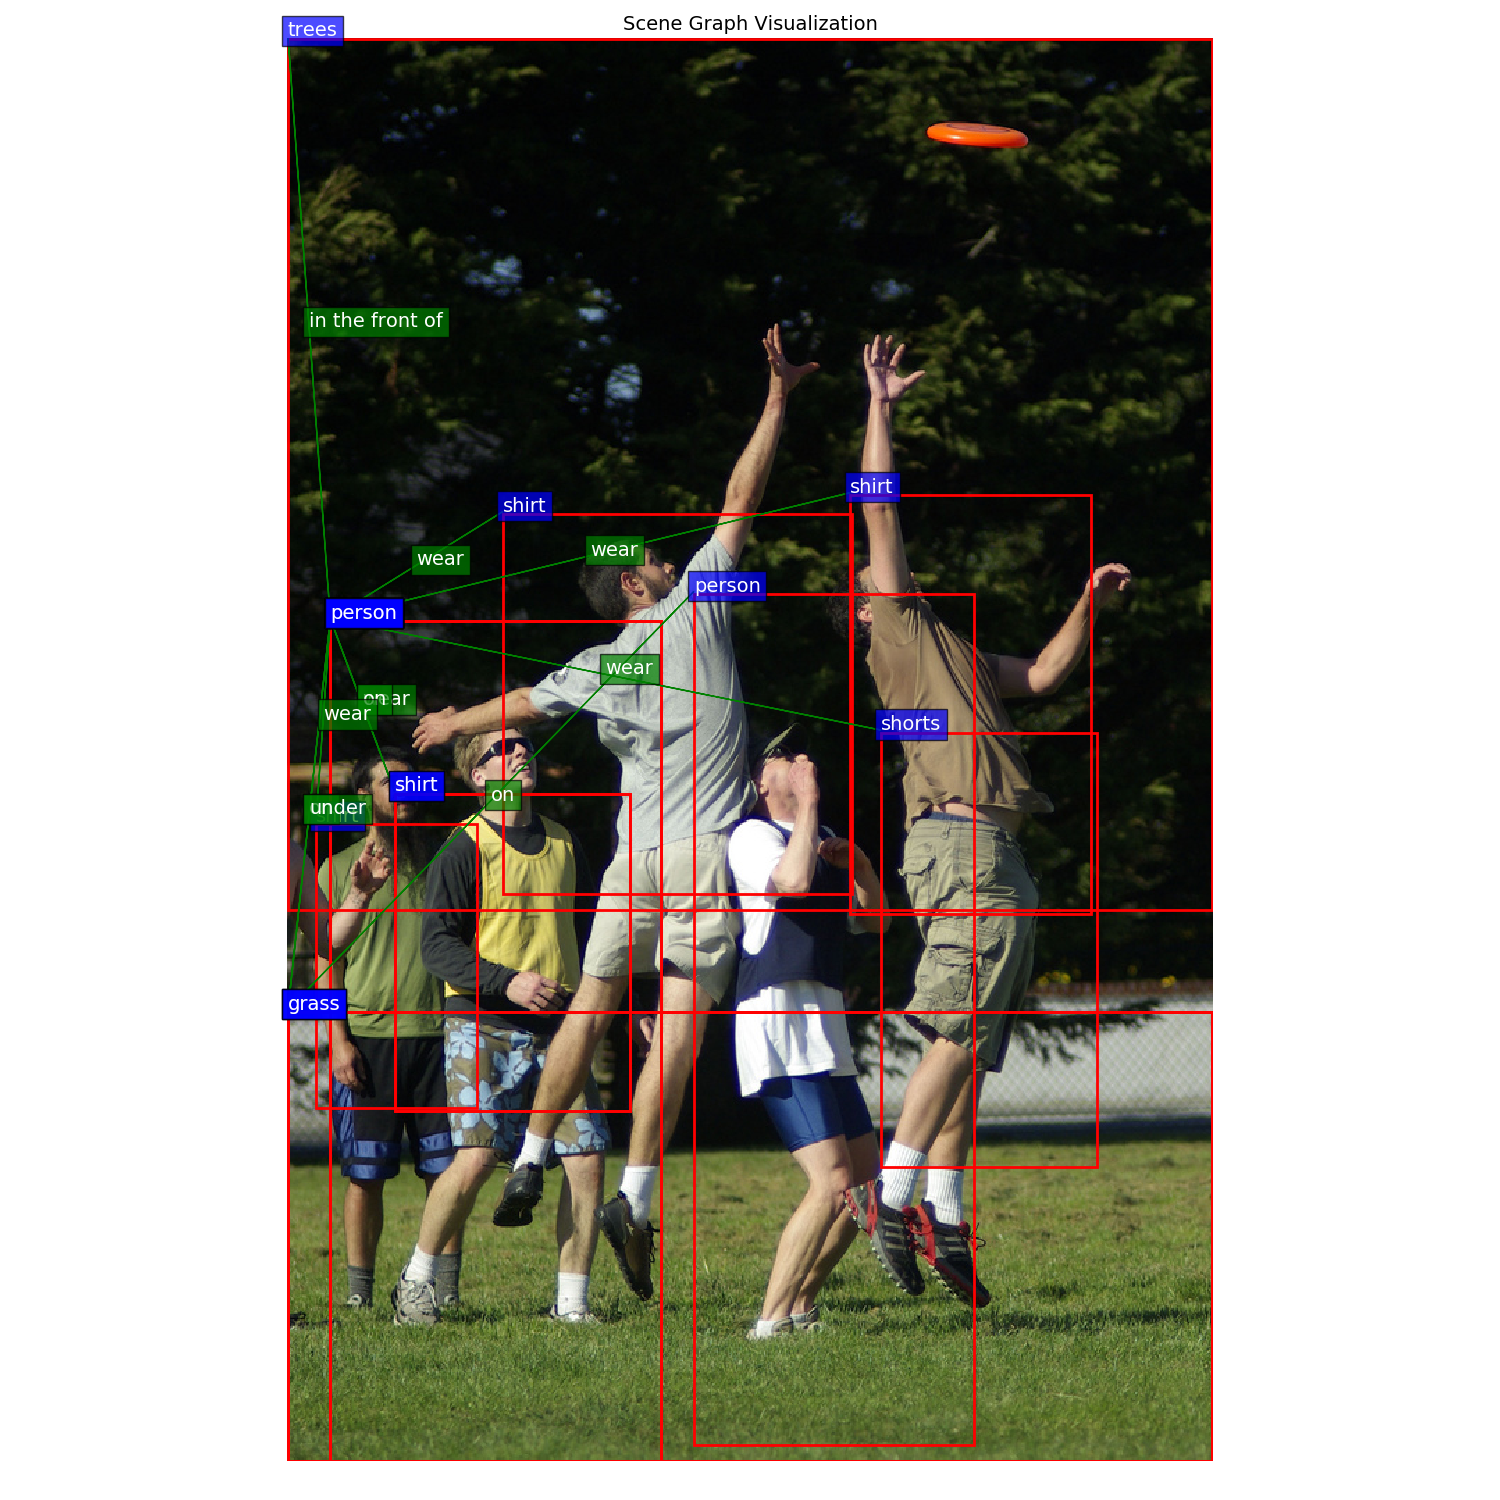 Scene Graph Visualization
trees
in the front of
shirt
shirt
wear
wear
person
person
wear
on
ar
wear
shorts
shirt
on
under
grass